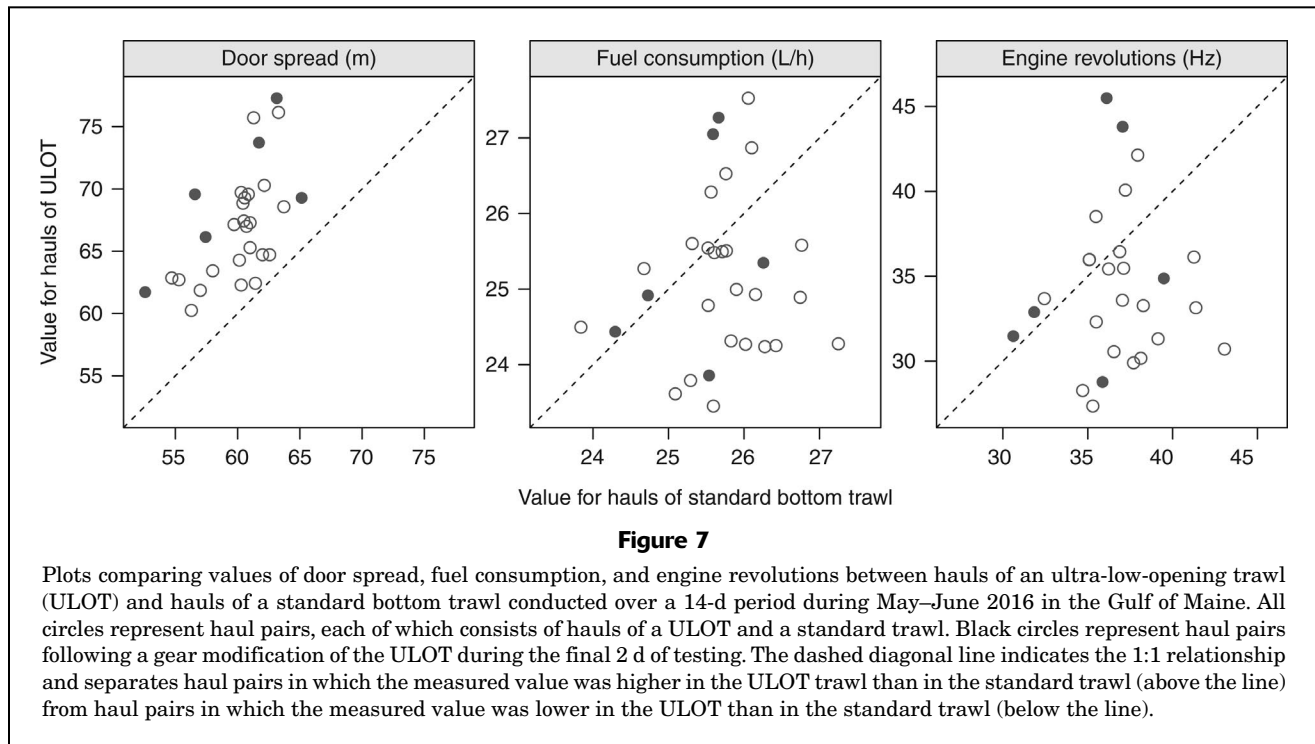 Door spread (m)
Fuel consumption (L/h)
Engine revolutions (Hz)
Value for hauls of ULOT
75
70
65
60
55
55 60 65 70 75
27
26
25
24
24 25 26 27
45
40
35
30
30 35 40 45
Value for hauls of standard bottom trawl
Figure 7
Plots comparing values of door spread, fuel consumption, and engine revolutions between hauls of an ultra-low-opening trawl
(ULOT) and hauls of a standard bottom trawl conducted over a 14-d period during May–June 2016 in the Gulf of Maine. All
circles represent haul pairs, each of which consists of hauls of a ULOT and a standard trawl. Black circles represent haul pairs
following a gear modification of the ULOT during the final 2 d of testing. The dashed diagonal line indicates the 1:1 relationship
and separates haul pairs in which the measured value was higher in the ULOT trawl than in the standard trawl (above the line)
from haul pairs in which the measured value was lower in the ULOT than in the standard trawl (below the line).